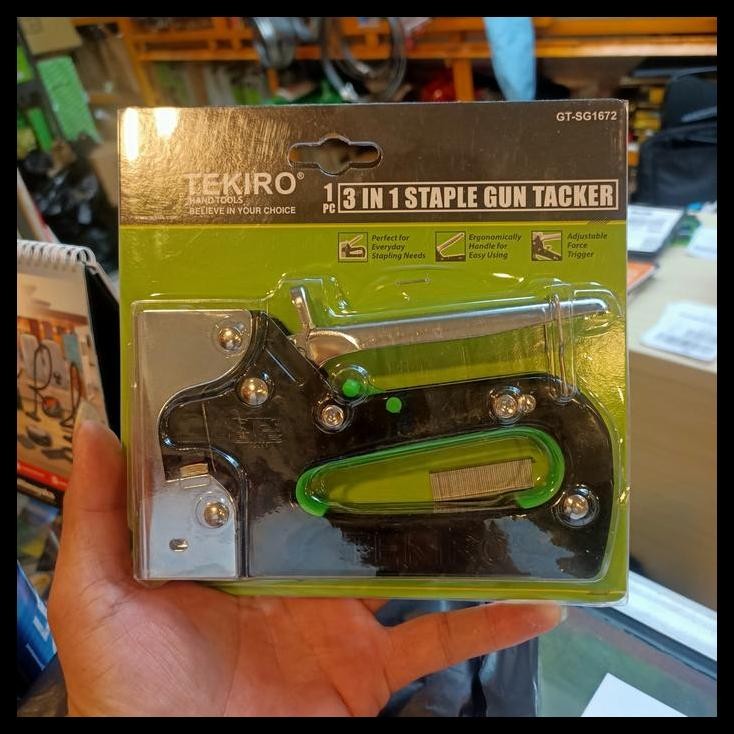 GT-SG1672
TEKIRO®
HAND TOOLS
BELIEVE IN YOUR CHOICE
1 PC
3 IN 1 STAPLE GUN TACKER
Perfect for
Everyday
Stapling Needs
Ergonomically
Handle for
Easy Using
Adjustable
Force
Trigger
TEKIRO